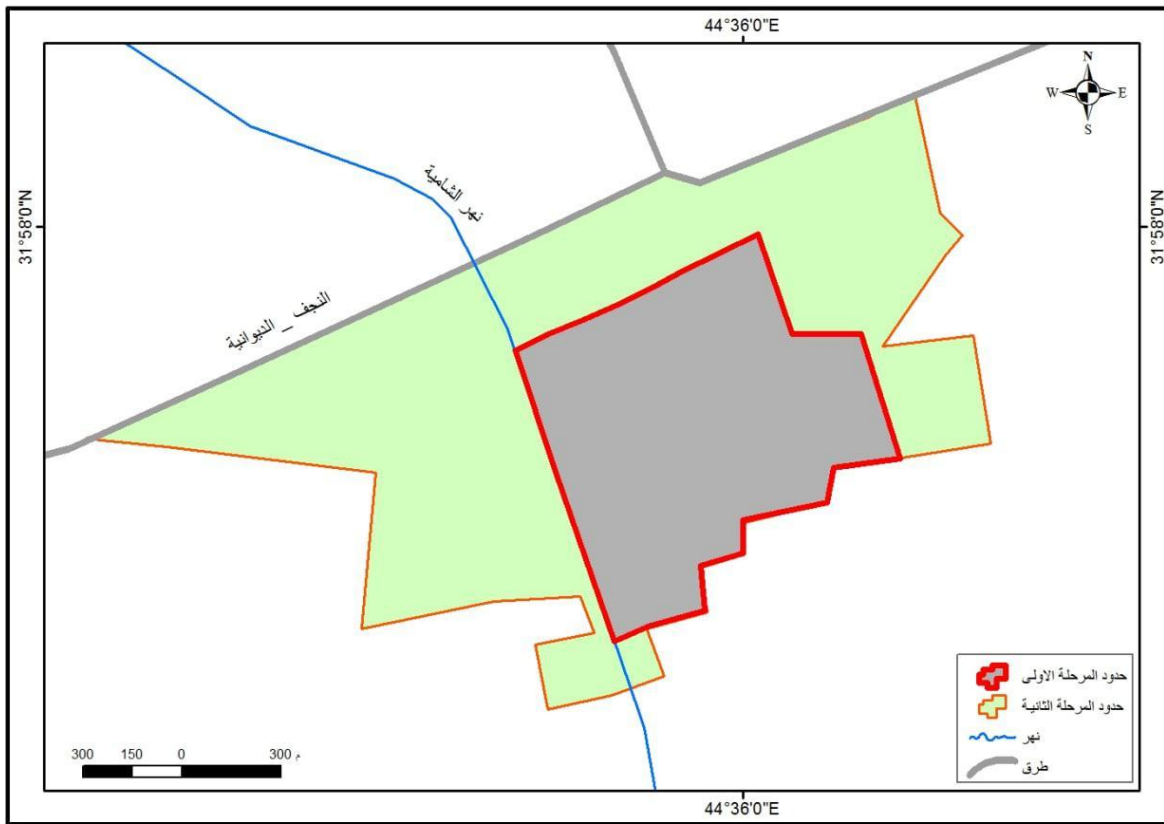 44°36'0"E
N
W E
S
31°58'0"N
31°58'0"N
نهر الشامية
النجف _ الديوانية
حدود المرحلة الاولى
حدود المرحلة الثانية
نهر
طرق
300 150 0 300 م
44°36'0"E